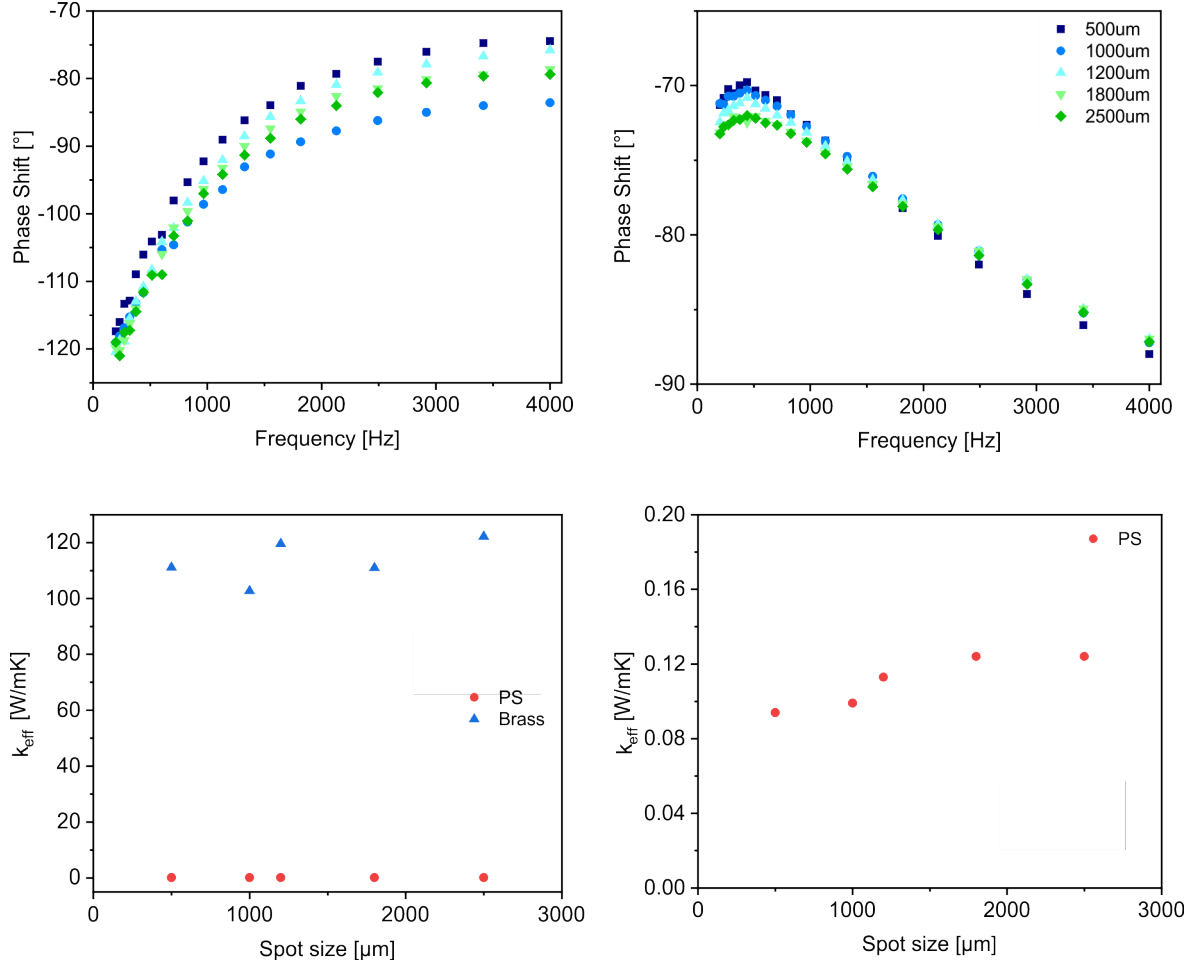 -70
-80
-90
-100
-110
-120
Phase Shift [°]
0 1000 2000 3000 4000
Frequency [Hz]
-70
-80
-90
Phase Shift [°]
500um
1000um
1200um
1800um
2500um
0 1000 2000 3000 4000
Frequency [Hz]
120
100
80
60
40
20
0
keff [W/mK]
PS
Brass
0 1000 2000 3000
Spot size [µm]
0.20
0.16
0.12
0.08
0.04
0.00
keff [W/mK]
PS
0 500 1000 1500 2000 2500 3000
Spot size [µm]